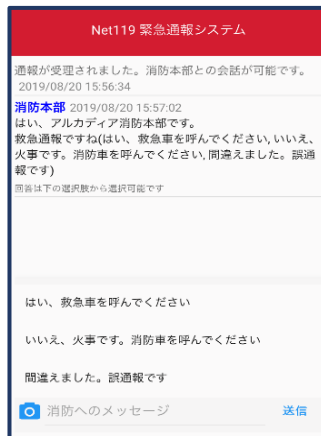 Net119 緊急通報システム
通報が受理されました。消防本部との会話が可能です。
2019/08/20 15:56:34
消防本部 2019/08/20 15:57:02
はい、アルカディア消防本部です。
救急通報ですね(はい、救急車を呼んでください, いいえ、
火事です。消防車を呼んでください, 間違えました。誤通
報です)
回答は下の選択肢から選択可能です
はい、救急車を呼んでください
いいえ、火事です。消防車を呼んでください
間違えました。誤通報です
消防へのメッセージ 送信